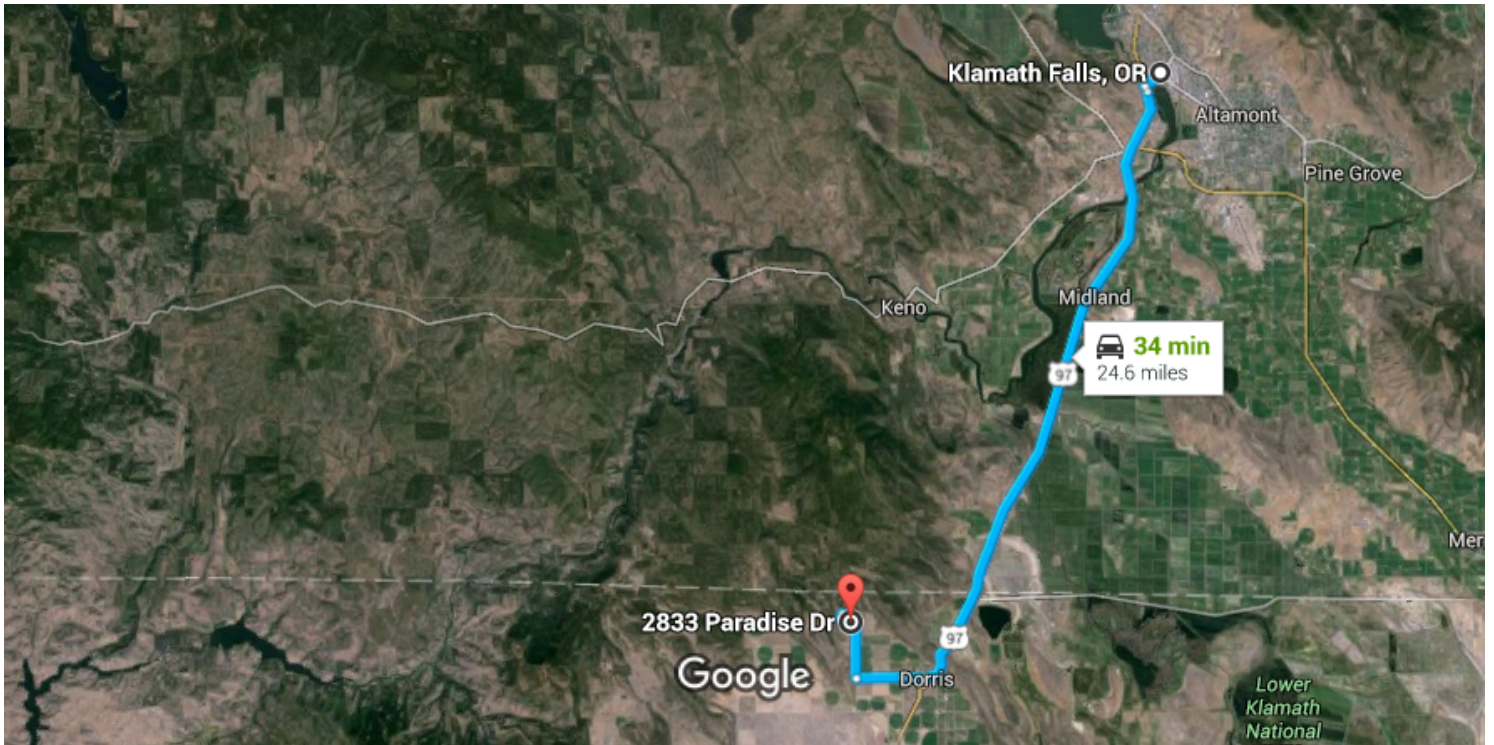 Klamath Falls, OR
Altamont
Pine Grove
Midland
Keno
34 min
24.6 miles
97
Mer
2833 Paradise Dr
97
Google
Dorris
Lower
Klamath
National